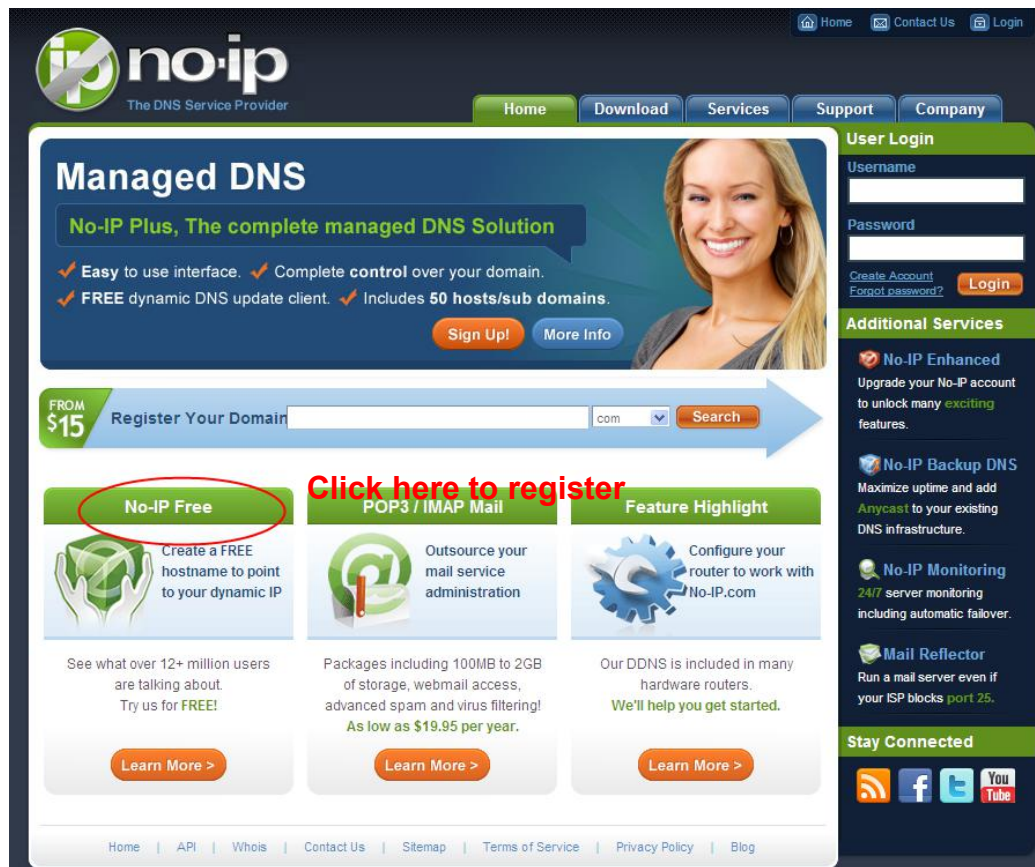 Home Contact Us Login
ip no·ip
The DNS Service Provider
Home Download Services Support Company
Managed DNS
No-IP Plus, The complete managed DNS Solution
Easy to use interface. Complete control over your domain.
FREE dynamic DNS update client. Includes 50 hosts/sub domains.
Sign Up! More Info
FROM
$15
Register Your Domain com Search
Click here to register
No-IP Free
Create a FREE
hostname to point
to your dynamic IP
See what over 12+ million users
are talking about.
Try us for FREE!
Learn More >
POP3 / IMAP Mail
Outsource your
mail service
administration
Packages including 100MB to 2GB
of storage, webmail access,
advanced spam and virus filtering!
As low as $19.95 per year.
Learn More >
Feature Highlight
Configure your
router to work with
No-IP.com
Our DDNS is included in many
hardware routers.
We'll help you get started.
Learn More >
User Login
Username
Password
Create Account
Forgot password?
Login
Additional Services
No-IP Enhanced
Upgrade your No-IP account
to unlock many exciting
features.
No-IP Backup DNS
Maximize uptime and add
Anycast to your existing
DNS infrastructure.
No-IP Monitoring
24/7 server monitoring
including automatic failover.
Mail Reflector
Run a mail server even if
your ISP blocks port 25.
Stay Connected
f t You
Tube
Home | API | Whois | Contact Us | Sitemap | Terms of Service | Privacy Policy | Blog